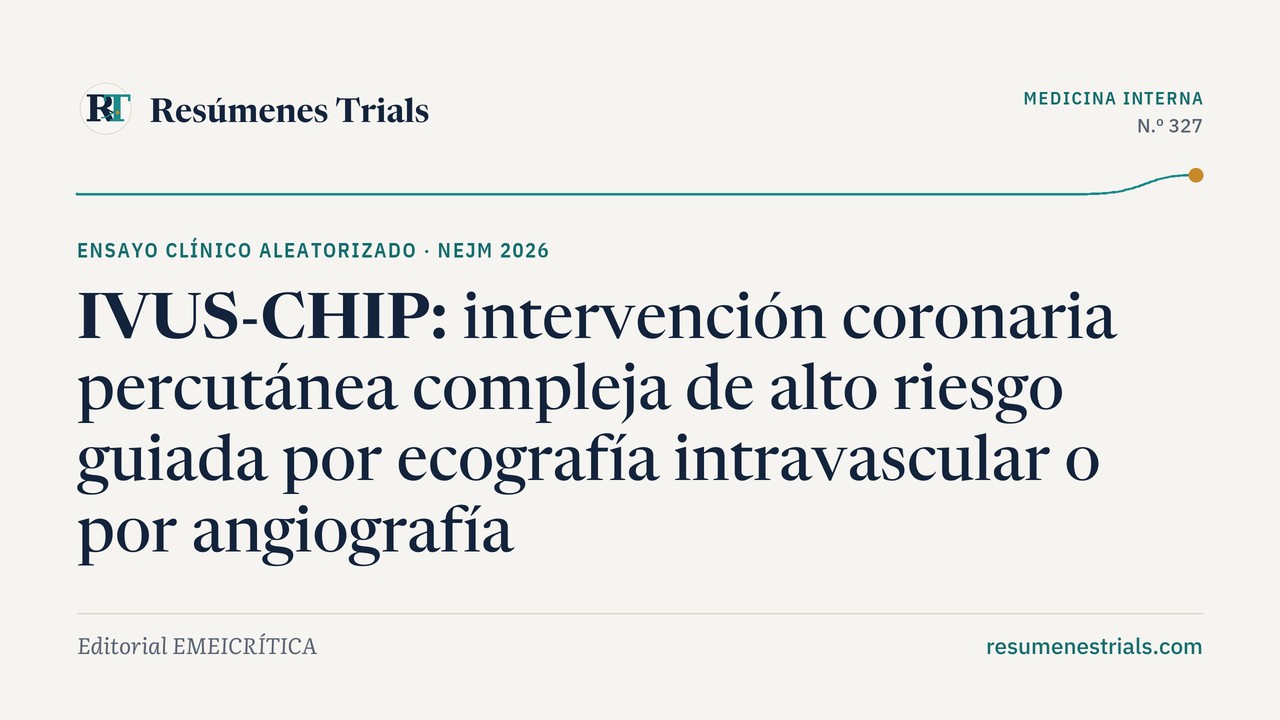 RT Resúmenes Trials
MEDICINA INTERNA
N.º 327
ENSAYO CLÍNICO ALEATORIZADO · NEJM 2026
IVUS-CHIP: intervención coronaria
percutánea compleja de alto riesgo
guiada por ecografía intravascular o
por angiografía
Editorial EMEICRÍTICA
resumenestrials.com